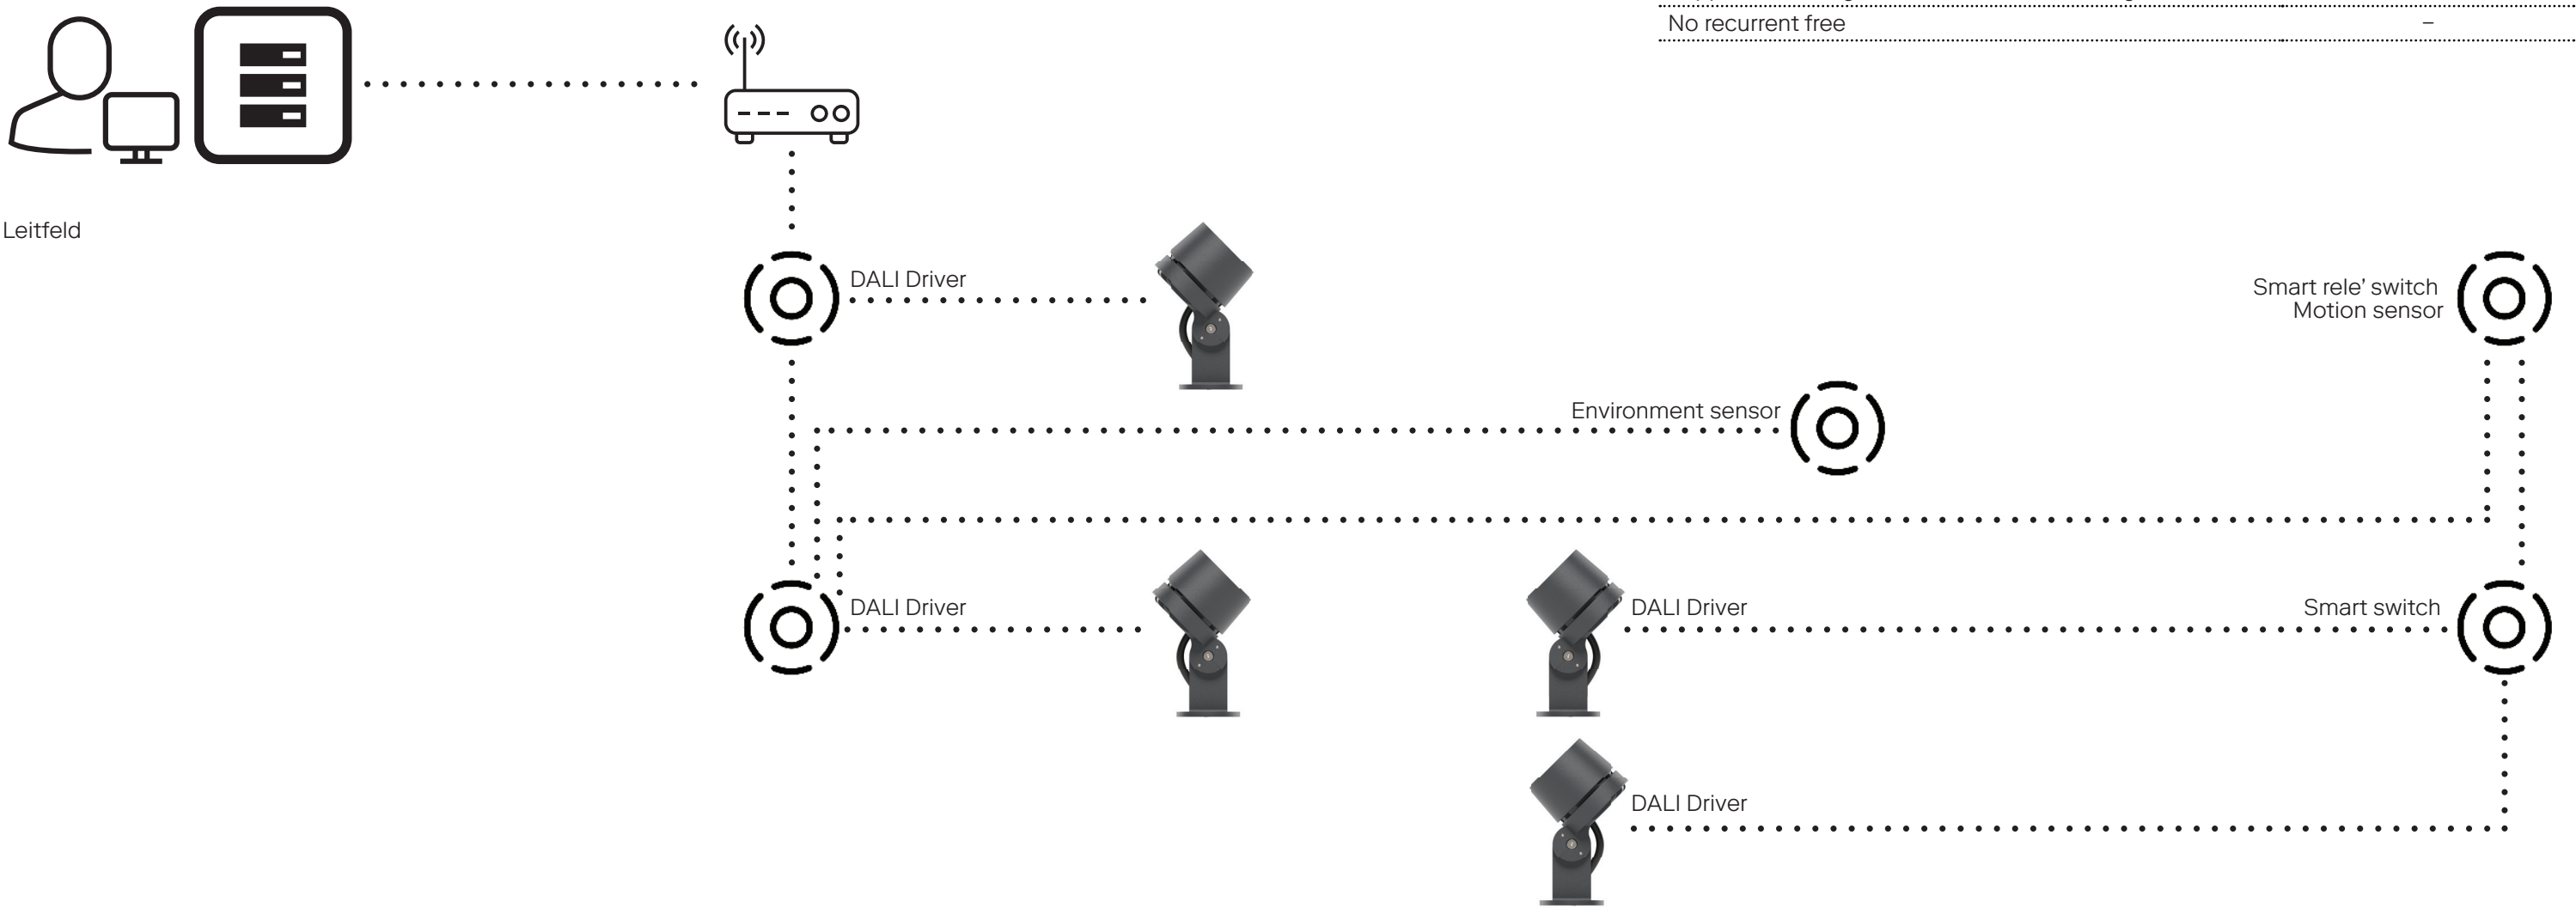 No recurrent free –
Leitfeld
DALI Driver
Smart rele’ switch
Motion sensor
Environment sensor
DALI Driver
DALI Driver
Smart switch
DALI Driver